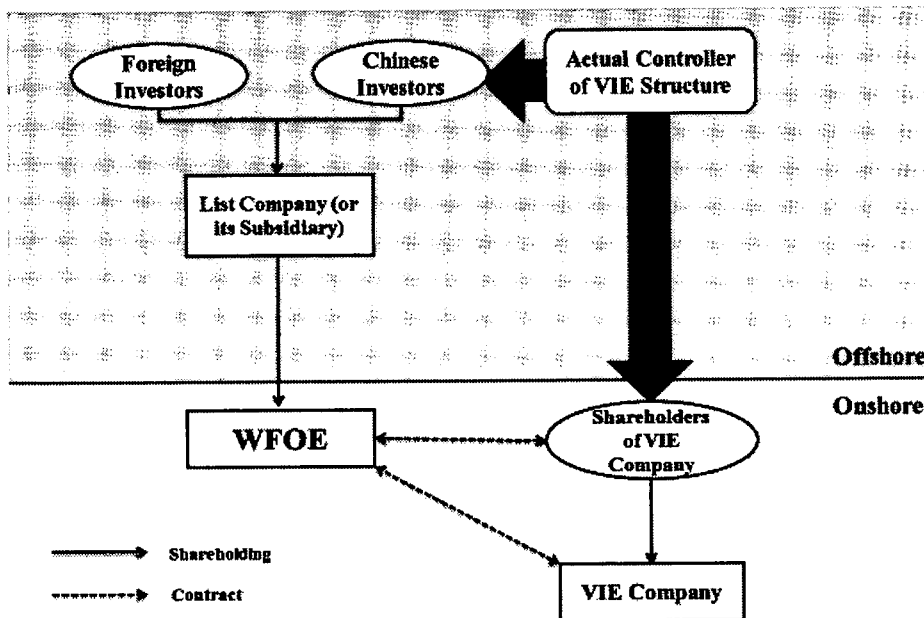 Foreign
Investors
Chinese
Investors
Actual Controller
of VIE Structure
List Company (or
its Subsidiary)
Offshore
Onshore
WFOE
Shareholders
of VIE
Company
Shareholding
Contract
VIE Company